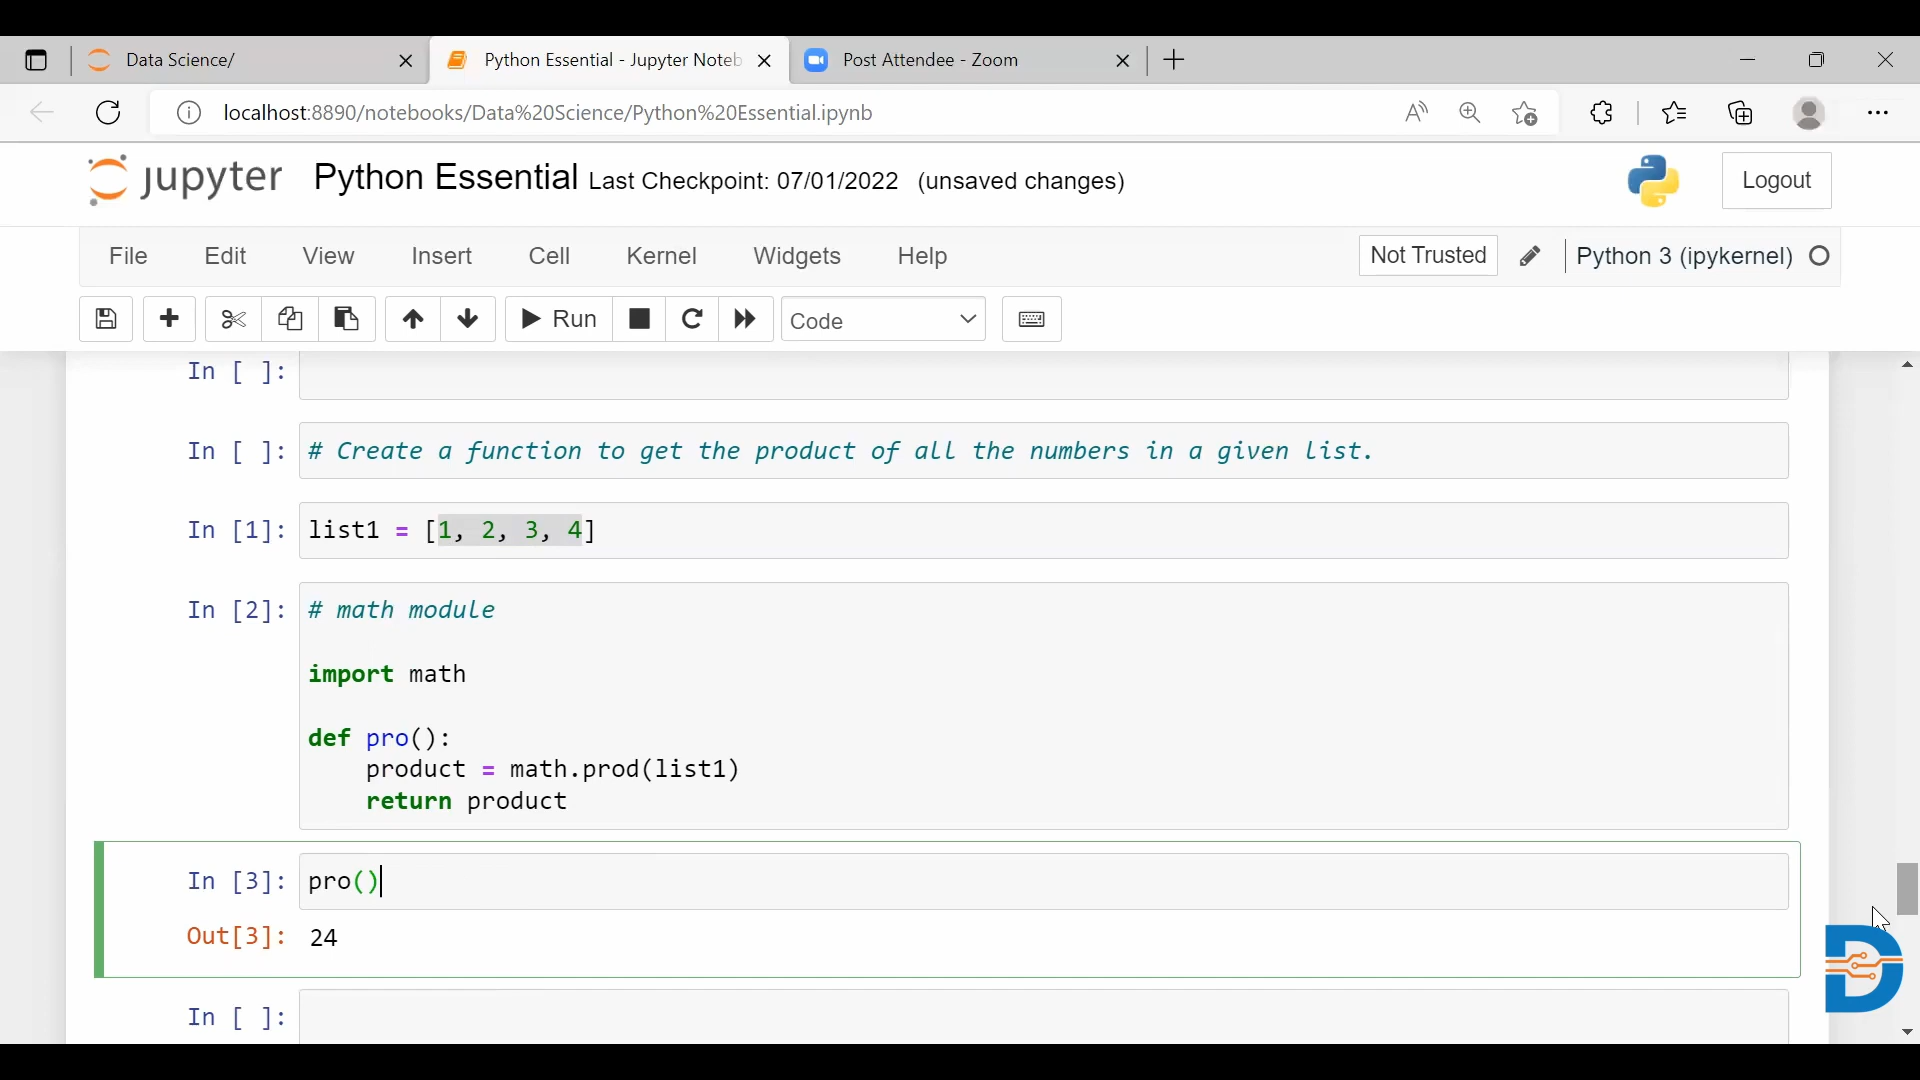 Data Science/
Python Essential - Jupyter Noteb
Post Attendee - Zoom
localhost:8890/notebooks/Data%20Science/Python%20Essential.ipynb
jupyter Python Essential Last Checkpoint: 07/01/2022 (unsaved changes)
Logout
File Edit View Insert Cell Kernel Widgets Help
Not Trusted
Python 3 (ipykernel)
Run
Code
In [ ]:
In [ ]: # Create a function to get the product of all the numbers in a given list.
In [1]: list1 = [1, 2, 3, 4]
In [2]: # math module
import math
def pro():
product = math.prod(list1)
return product
In [3]: pro()
Out[3]: 24
In [ ]: